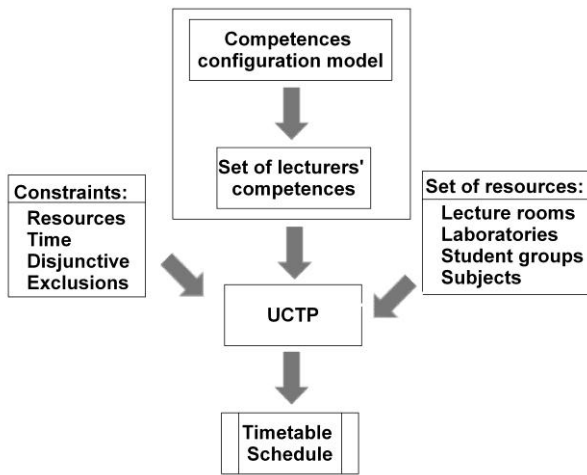 Competences
configuration model
Set of lecturers'
competences
Constraints:
Resources
Time
Disjunctive
Exclusions
Set of resources:
Lecture rooms
Laboratories
Student groups
Subjects
UCTP
Timetable
Schedule